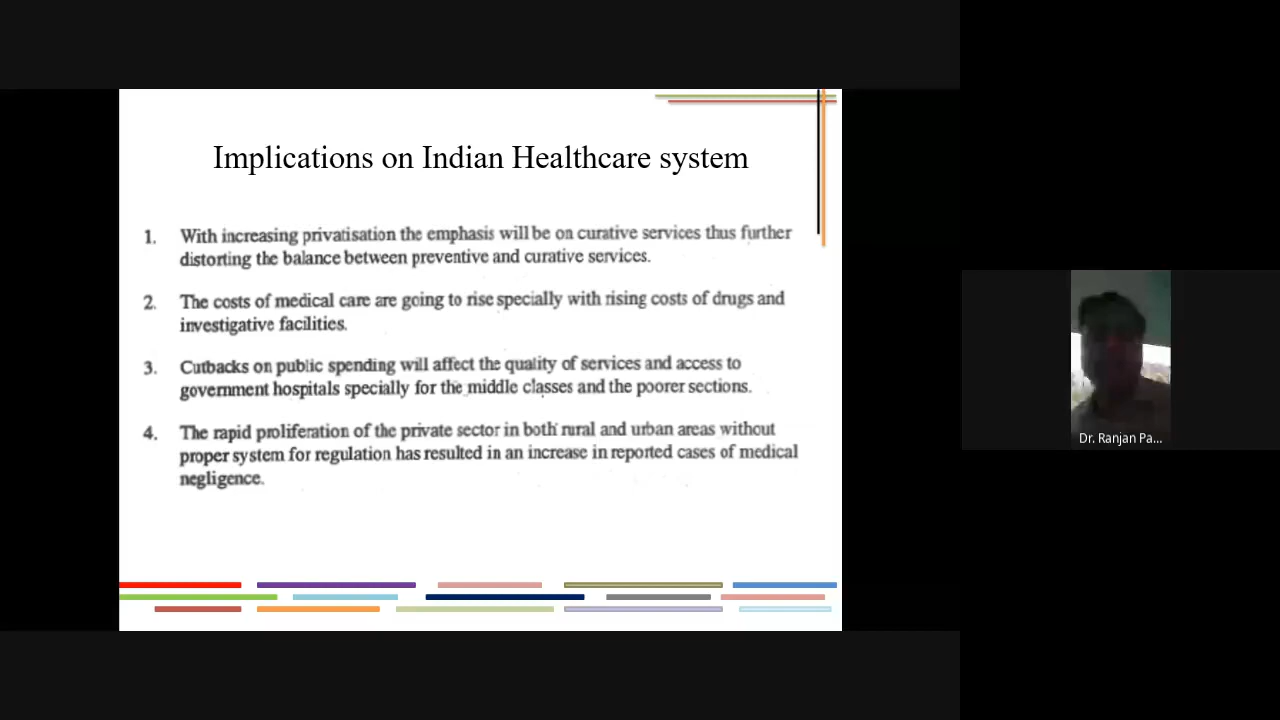 Implications on Indian Healthcare system
1. With increasing privatisation the emphasis will be on curative services thus further
distorting the balance between preventive and curative services.
2. The costs of medical care are going to rise specially with rising costs of drugs and
investigative facilities.
3. Cutbacks on public spending will affect the quality of services and access to
government hospitals specially for the middle classes and the poorer sections.
4. The rapid proliferation of the private sector in both rural and urban areas without
proper system for regulation has resulted in an increase in reported cases of medical
negligence.
Dr. Ranjan Pa...